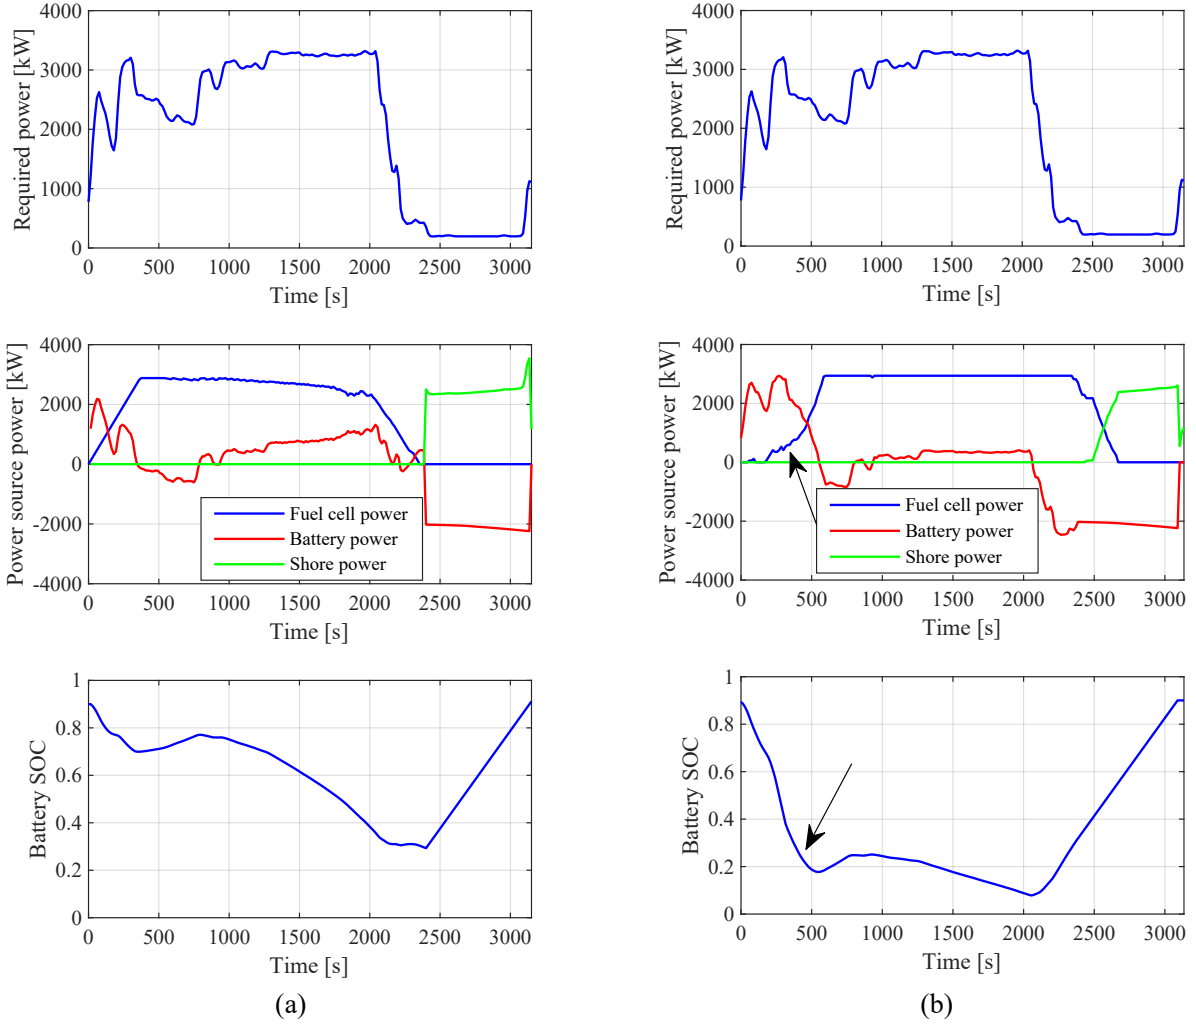 4000
3000
2000
1000
0
Required power [kW]
0 500 1000 1500 2000 2500 3000
Time [s]
4000
3000
2000
1000
0
Required power [kW]
0 500 1000 1500 2000 2500 3000
Time [s]
4000
2000
0
-2000
-4000
Power source power [kW]
Fuel cell power
Battery power
Shore power
0 500 1000 1500 2000 2500 3000
Time [s]
4000
2000
0
-2000
-4000
Power source power [kW]
Fuel cell power
Battery power
Shore power
0 500 1000 1500 2000 2500 3000
Time [s]
1
0.8
0.6
0.4
0.2
0
Battery SOC
0 500 1000 1500 2000 2500 3000
Time [s]
1
0.8
0.6
0.4
0.2
0
Battery SOC
0 500 1000 1500 2000 2500 3000
Time [s]
(a)
(b)